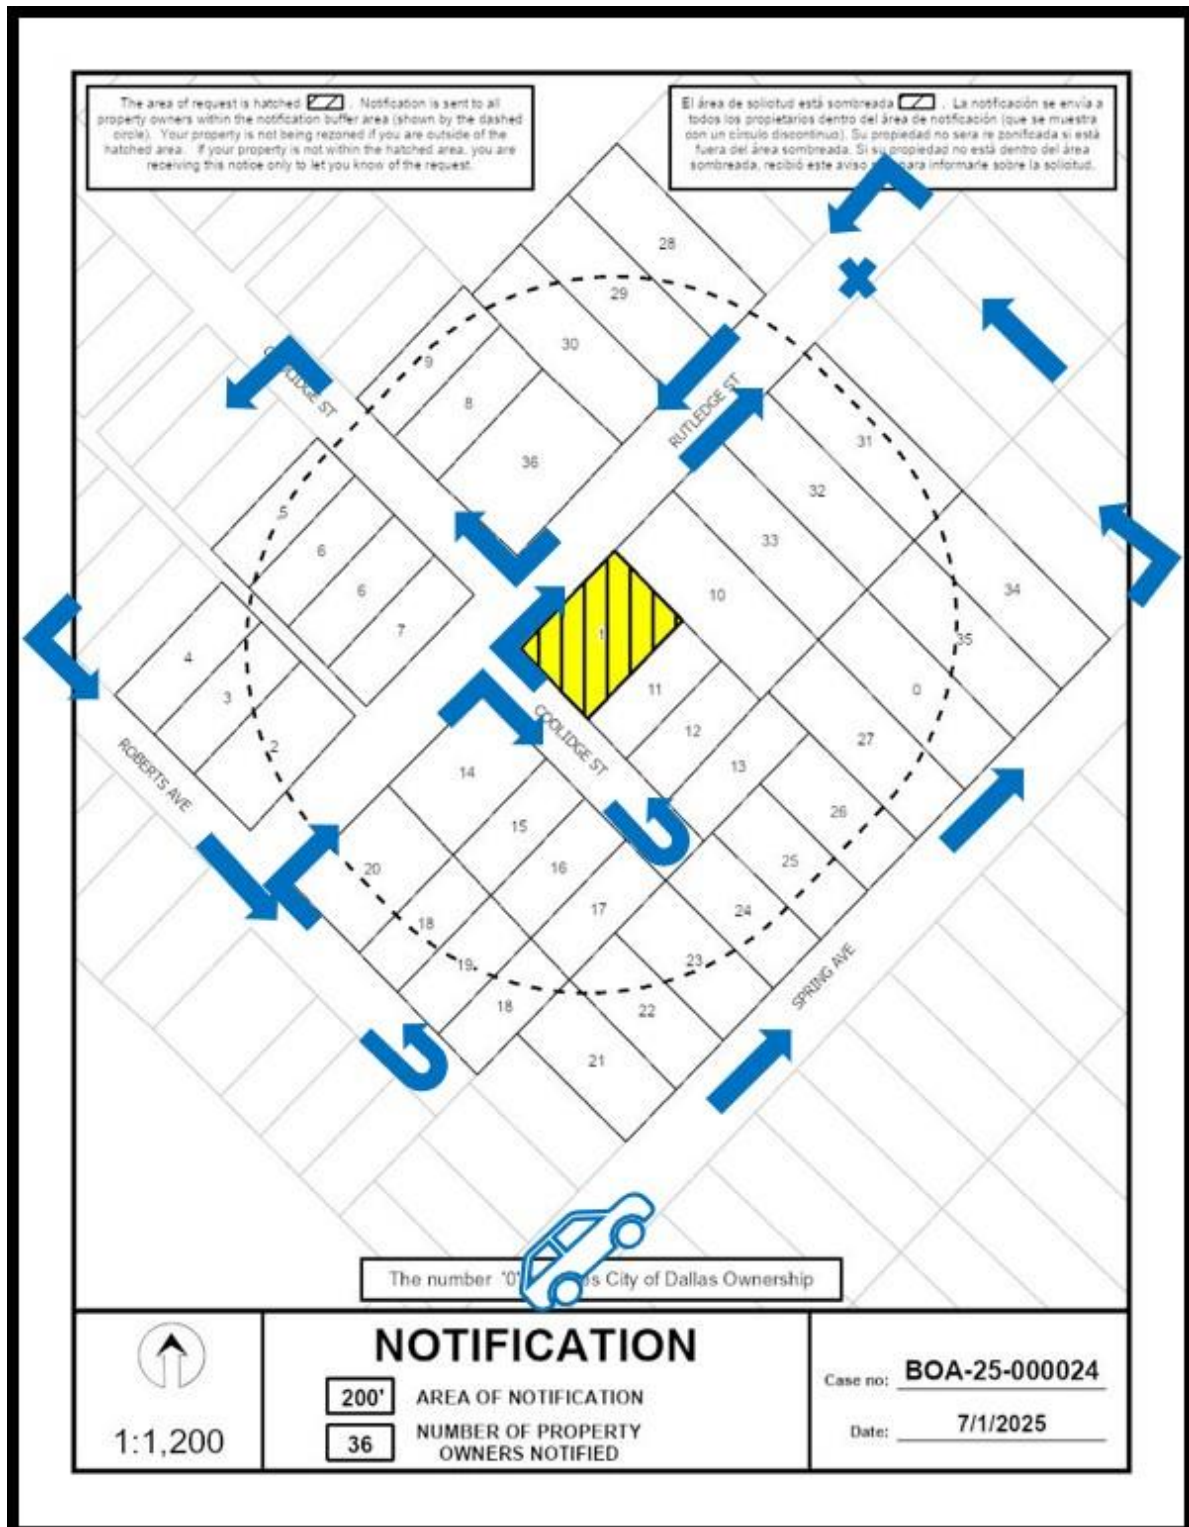 The area of request is hatched . Notification is sent to all
property owners within the notification buffer area (shown by the dashed
circle). Your property is not being rezoned if you are outside of the
hatched area. If your property is not within the hatched area, you are
receiving this notice only to let you know of the request.
El área de solicitud está sombreada . La notificación se envía a
todos los propietarios dentro del área de notificación (que se muestra
con un círculo discontinuo). Su propiedad no sera re zonificada si está
fuera del área sombreada. Si su propiedad no está dentro del área
sombreada, recibió este aviso para informarle sobre la solicitud.
28
29
30
9
8
36
COOLIDGE ST
RUTLEDGE ST
31
32
33
34
35
5
6
6
7
10
1
0
4
3
2
11
12
13
27
26
25
24
COOLIDGE ST
ROBERTS AVE
14
15
16
17
20
18
19
18
23
22
21
SPRING AVE
The number '0' City of Dallas Ownership
NOTIFICATION
200' AREA OF NOTIFICATION
36 NUMBER OF PROPERTY
OWNERS NOTIFIED
1:1,200
Case no: BOA-25-000024
Date: 7/1/2025